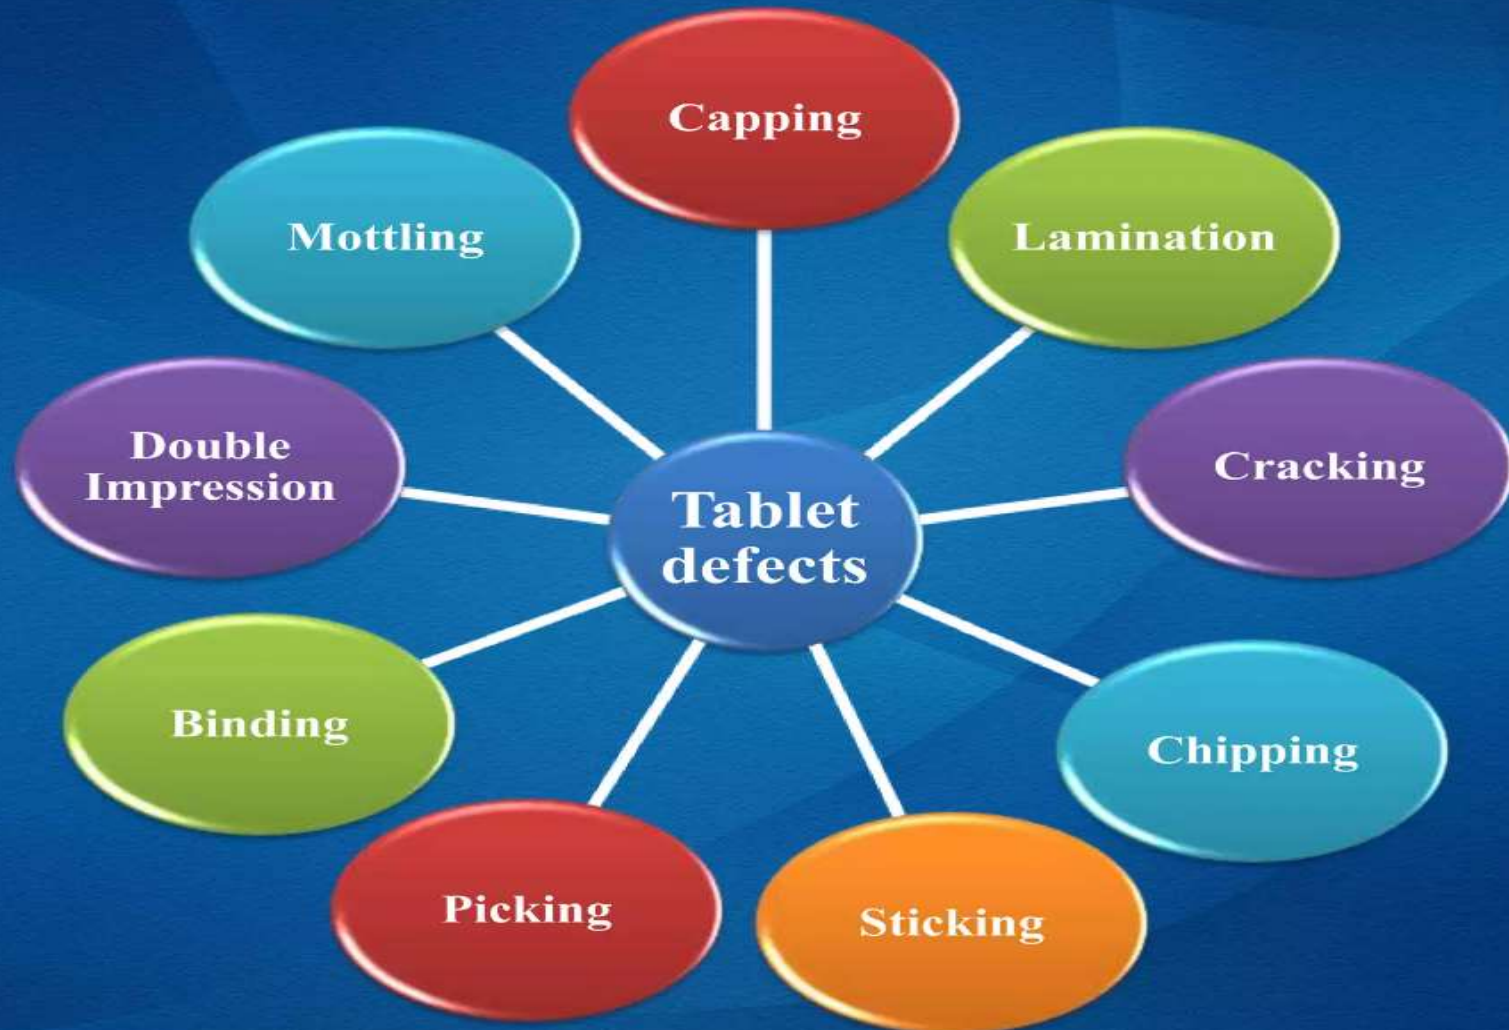 Capping
Lamination
Cracking
Chipping
Sticking
Picking
Binding
Double
Impression
Mottling
Tablet
defects